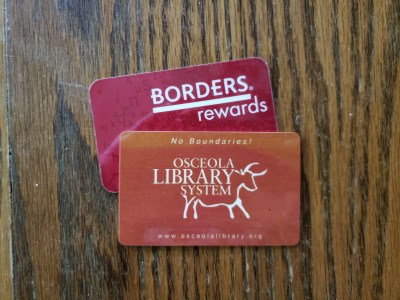 BORDERS®
rewards
No Boundaries!
OSCEOLA
LIBRARY
SYSTEM
www.osceolalibrary.org